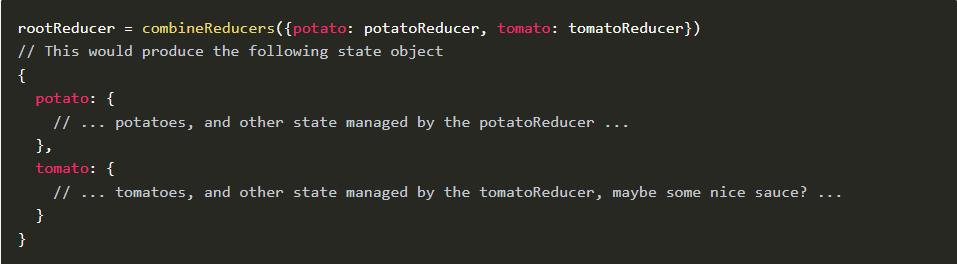 rootReducer = combineReducers({potato: potatoReducer, tomato: tomatoReducer})
// This would produce the following state object
{
  potato: {
    // ... potatoes, and other state managed by the potatoReducer ...
  },
  tomato: {
    // ... tomatoes, and other state managed by the tomatoReducer, maybe some nice sauce? ...
  }
}